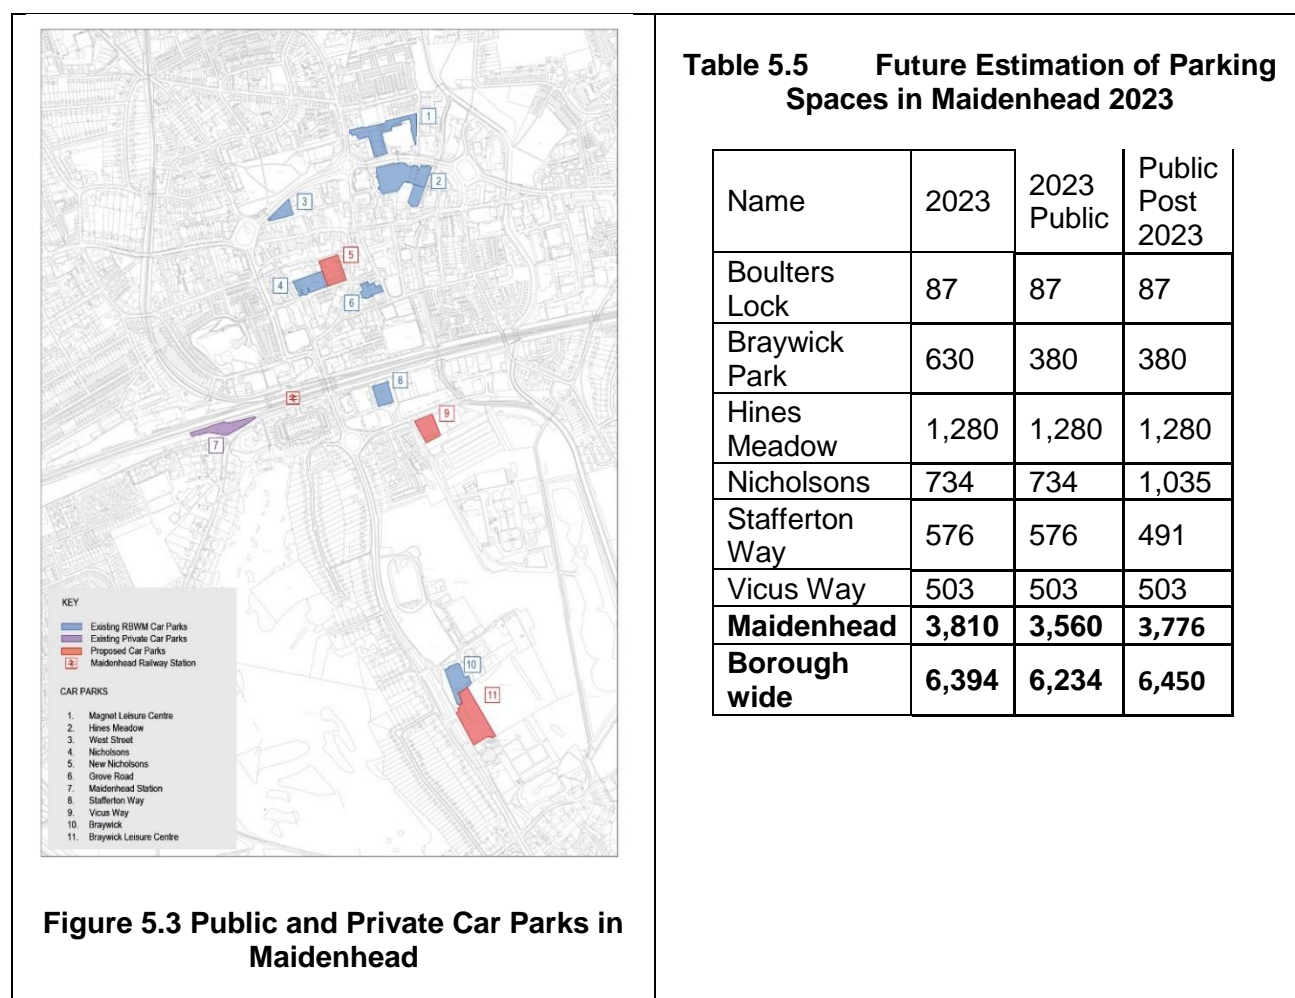 1
2
3
5
4
6
8
9
7
10
11
KEY
Existing RBWM Car Parks
Existing Private Car Parks
Proposed Car Parks
Maidenhead Railway Station
CAR PARKS
1. Magnet Leisure Centre
2. Hines Meadow
3. West Street
4. Nicholsons
5. New Nicholsons
6. Grove Road
7. Maidenhead Station
8. Stafferton Way
9. Vicus Way
10. Braywick
11. Braywick Leisure Centre
Figure 5.3 Public and Private Car Parks in
Maidenhead
Table 5.5 Future Estimation of Parking
Spaces in Maidenhead 2023
Name 2023 2023 Public Public Post 2023
Boulters Lock 87 87 87
Braywick Park 630 380 380
Hines Meadow 1,280 1,280 1,280
Nicholsons 734 734 1,035
Stafferton Way 576 576 491
Vicus Way 503 503 503
Maidenhead 3,810 3,560 3,776
Borough wide 6,394 6,234 6,450